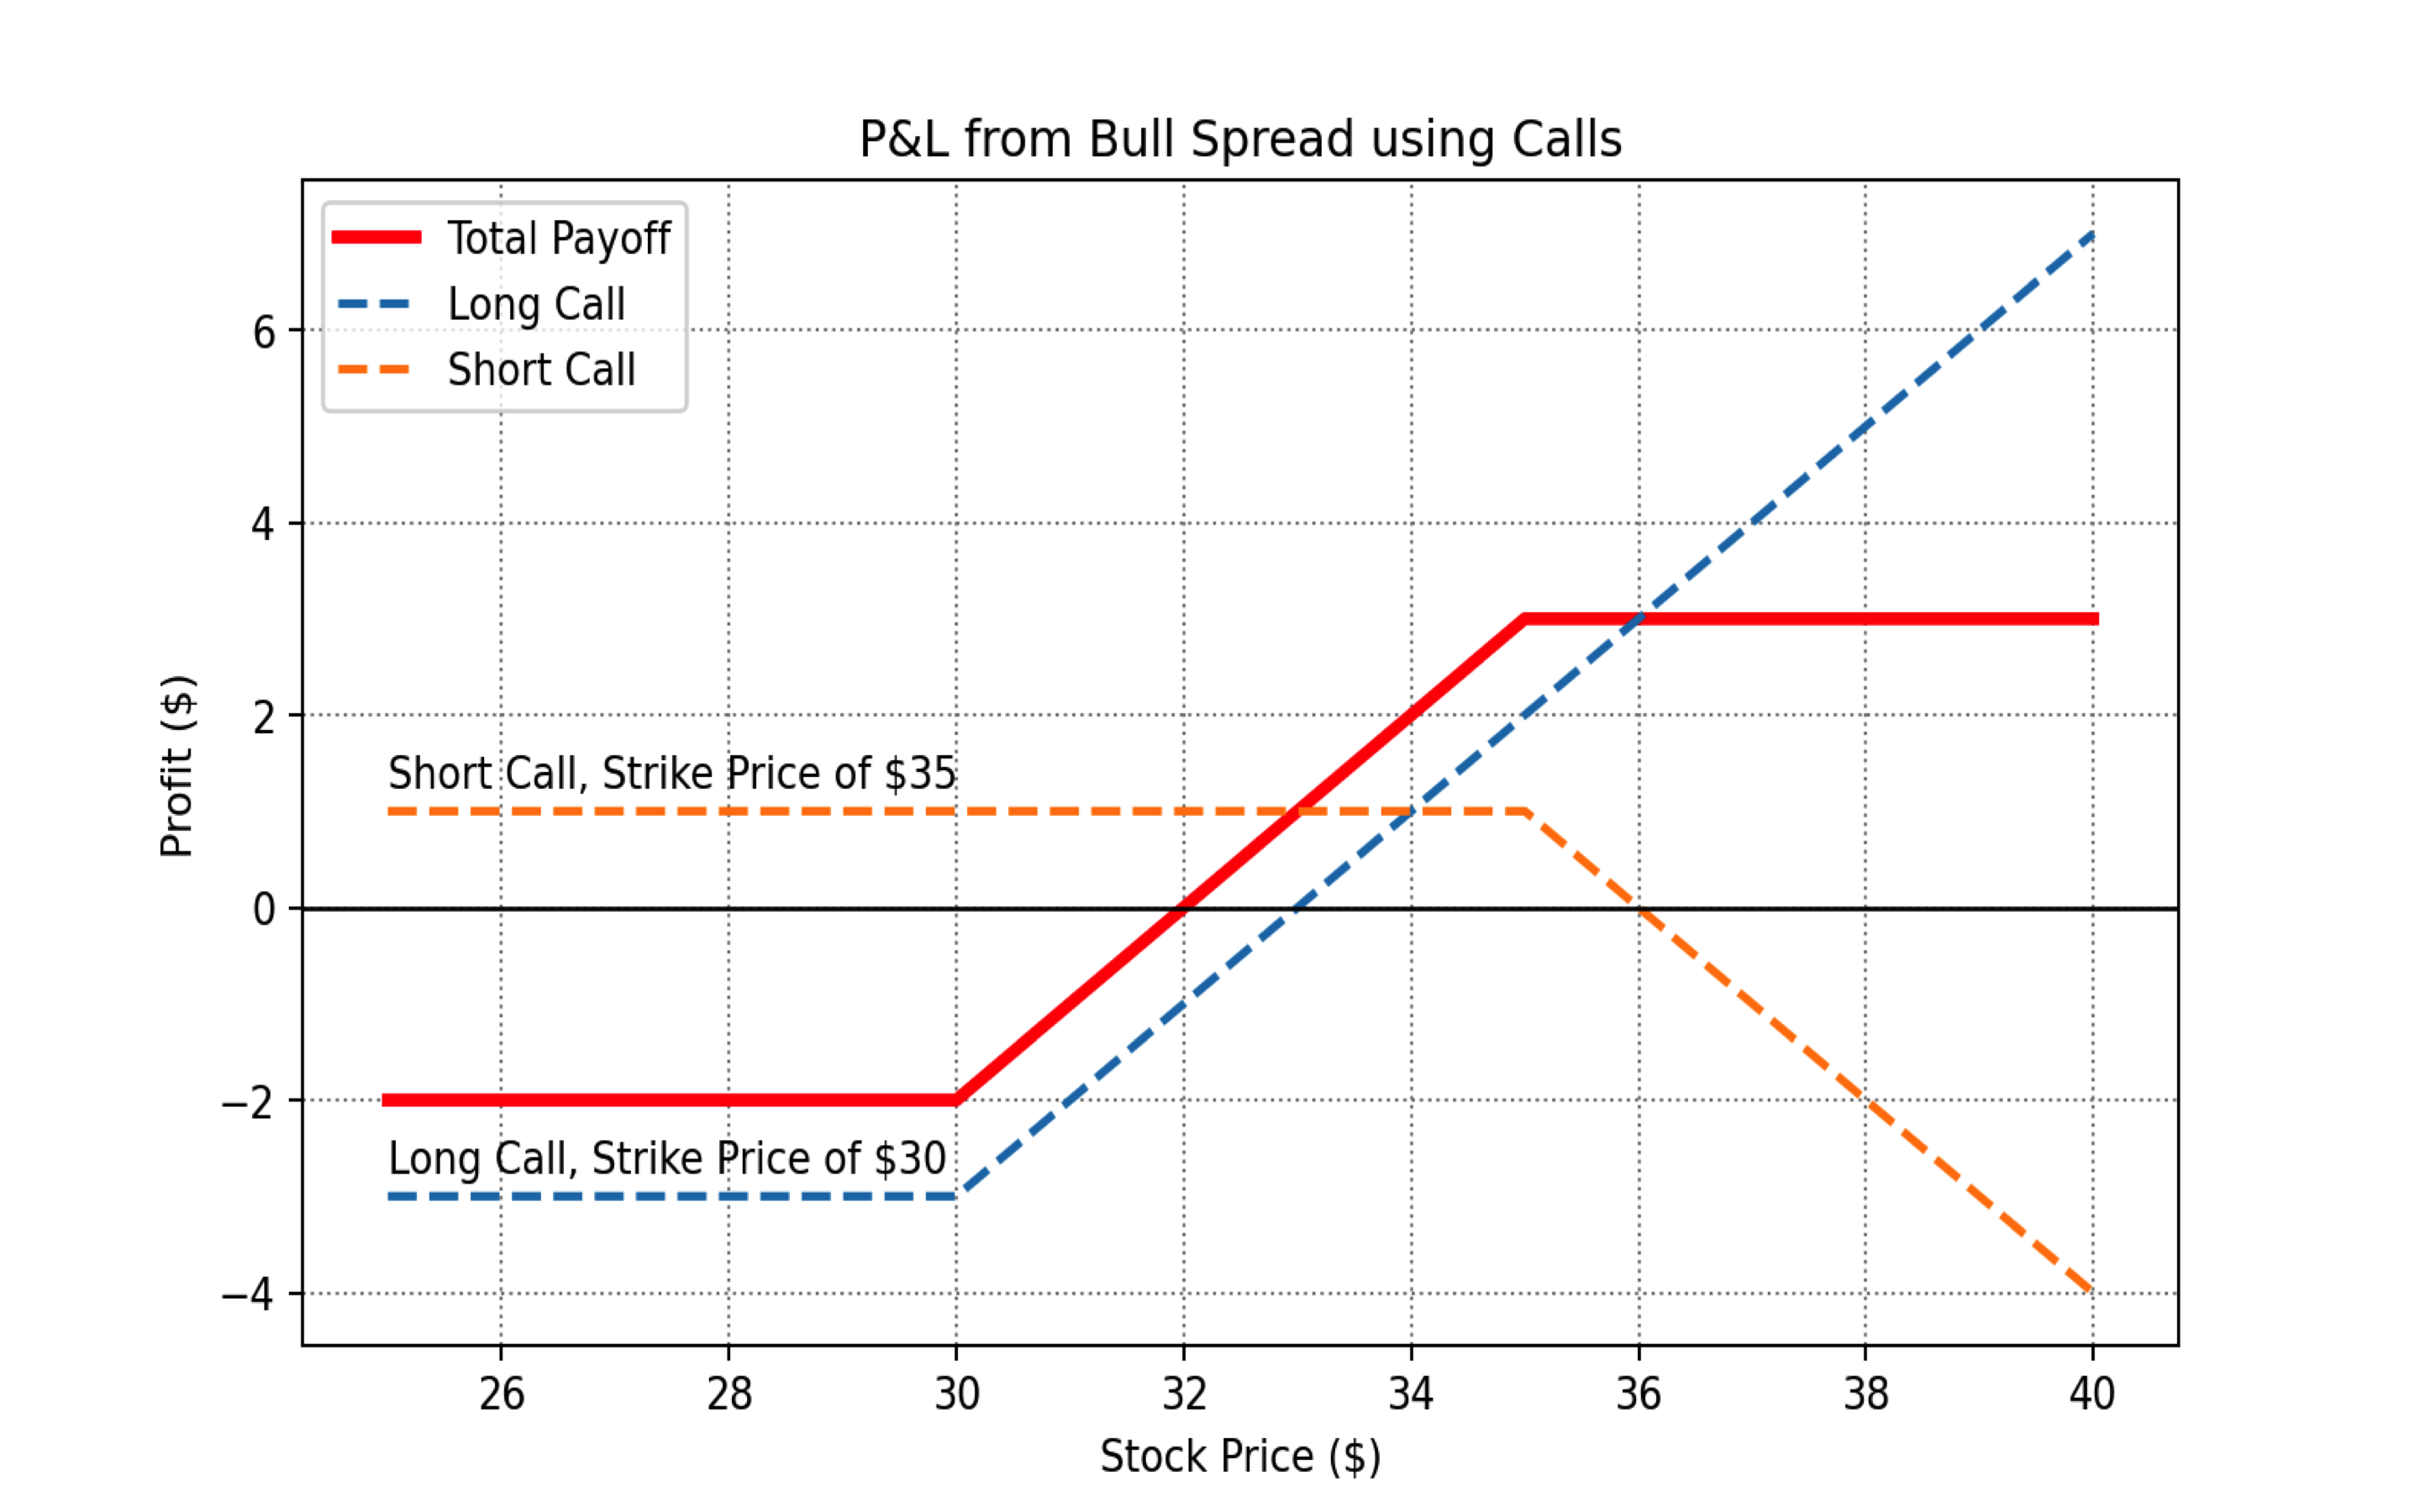 P&L from Bull Spread using Calls
Total Payoff
Long Call
Short Call
6
4
2
0
−2
−4
Profit ($)
Short Call, Strike Price of $35
Long Call, Strike Price of $30
26 28 30 32 34 36 38 40
Stock Price ($)